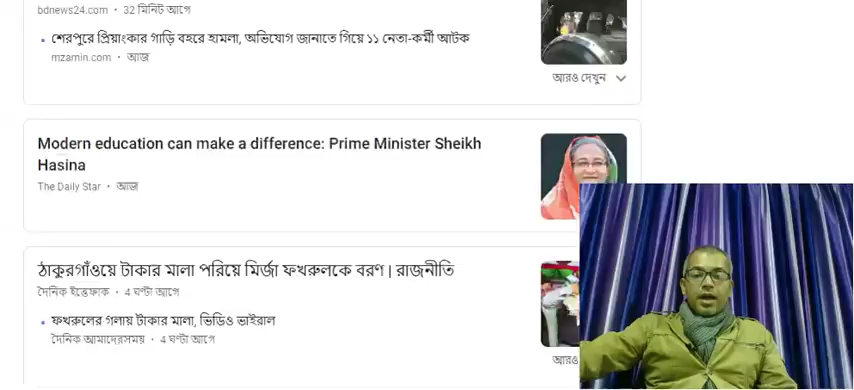 bdnews24.com • 32 মিনিট আগে
• শেরপুরে প্রিয়াংকার গাড়ি বহরে হামলা, অভিযোগ জানাতে গিয়ে ১১ নেতা-কর্মী আটক
mzamin.com • আজ
আরও দেখুন
Modern education can make a difference: Prime Minister Sheikh
Hasina
The Daily Star • আজ
ঠাকুরগাঁওয়ে টাকার মালা পরিয়ে মির্জা ফখরুলকে বরণ | রাজনীতি
দৈনিক ইত্তেফাক • 4 ঘণ্টা আগে
• ফখরুলের গলায় টাকার মালা, ভিডিও ভাইরাল
দৈনিক আমাদেরসময় • 4 ঘণ্টা আগে
আরও